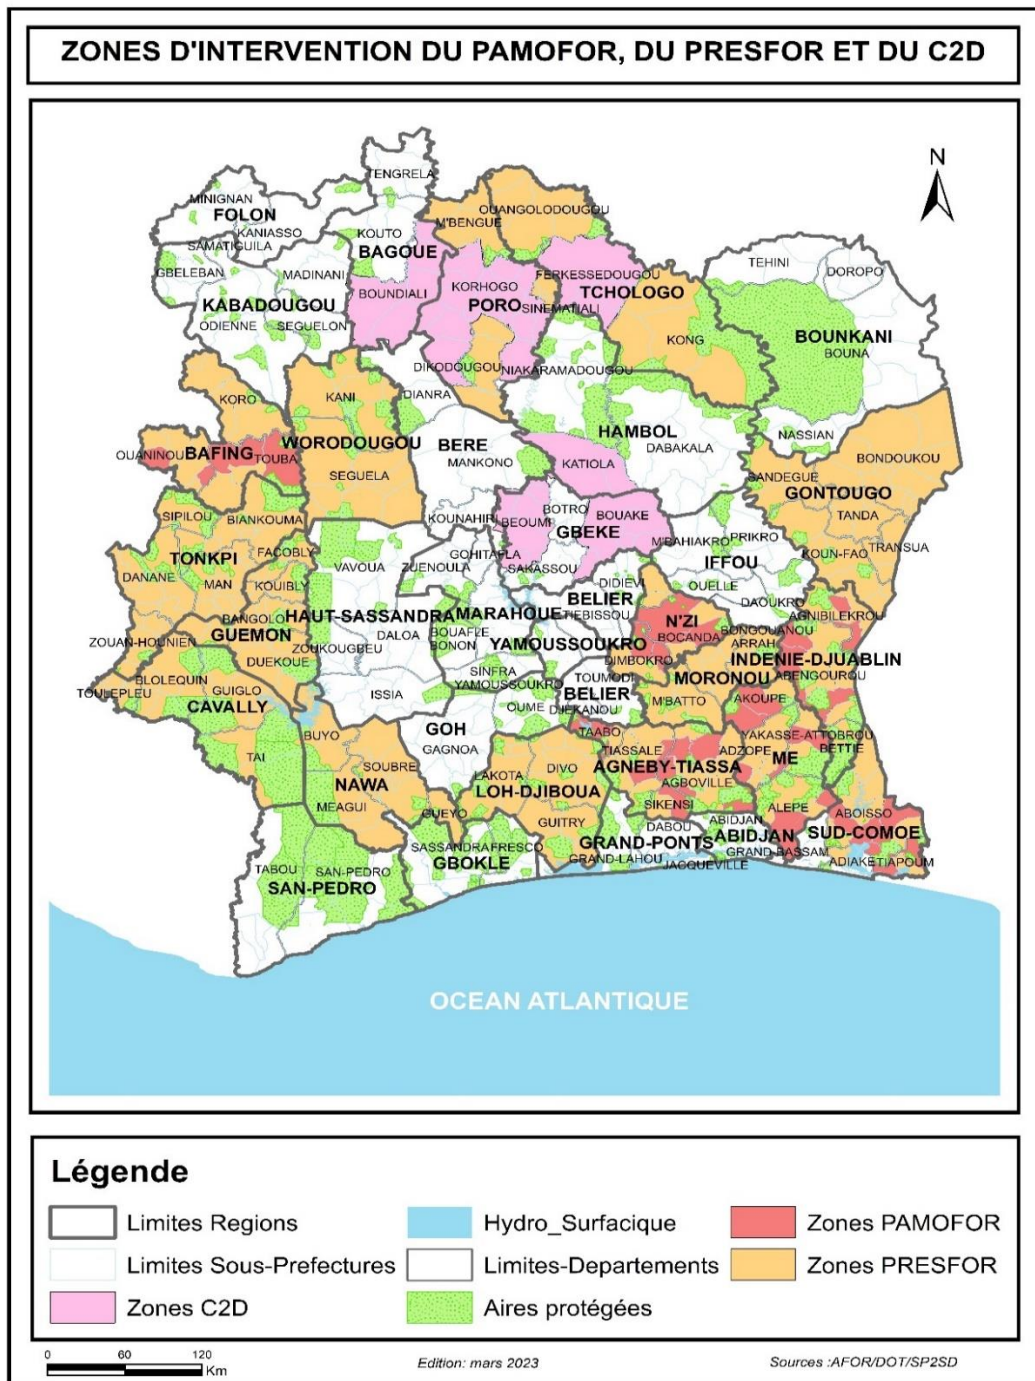 ZONES D'INTERVENTION DU PAMOFOR, DU PRESFOR ET DU C2D
N
TENGRELA
MINIGNAN
FOLON
KANIASSO
SAMATIGUILA
OUANGOLODOUGOU
M'BENGUE
KOUTO
BAGOUE
GBELEBAN
MADINANI
KABADOUGOU
ODIENNE
SEGUELON
BOUNDIALI
KORHOGO
PORO
FERKESSEDOUGOU
TCHOLOGO
SINEMATIALI
TEHINI
DOROPO
BOUNKANI
BOUNA
KONG
DIKODOUGOU
NIAKARAMADOUGOU
KORO
KANI
DIANRA
OUANINOU
BAFING
TOUBA
WORODOUGOU
BERE
MANKONO
SEGUELA
HAMBOL
DABAKALA
KATIOLA
NASSIAN
BONDOUKOU
SANDEGUE
GONTOUGO
TANDA
TRANSUA
KOUN-FAO
SIPILOU
BIANKOUMA
KOUNAHIRI
BEOUMI
BOTRO
BOUAKE
GBEKE
SAKASSOU
M'BAHIAKRO
PRIKRO
IFFOU
OUELLE
DAOUKRO
TONKPI
FACOBLY
DANANE
MAN
KOUIBLY
VAVOUA
GOHITAFLA
ZUENOULA
DIDIEVI
BELIER
TIEBISSOU
ZOUAN-HOUNIEN
BANGOLO
GUEMON
DUEKOUE
HAUT-SASSANDRA
MARAHOUE
DALOA
ZOUKOUGBEU
BOUAFLE
BONON
YAMOUSSOUKRO
N'ZI
BOCANDA
DIMBOKRO
BONGOUANOU
ARRAH
AGNIBILEKROU
INDENIE-DJUABLIN
ABENGOUROU
MORONOU
M'BATTO
TOULEPLEU
BLOLEQUIN
GUIGLO
CAVALLY
TAI
ISSIA
SINFRA
YAMOUSSOUKRO
OUME
TOUMODI
BELIER
DJEKANOU
TAABO
AKOUPE
YAKASSE-ATTOBROU
BETTIE
BUYO
GOH
GAGNOA
SOUBRE
NAWA
MEAGUI
GUEYO
LAKOTA
DIVO
LOH-DJIBOUA
GUITRY
TIASSALE
AGNEBY-TIASSA
AGBOVILLE
SIKENSI
ADZOPE
ME
ALEPE
ABOISSO
SUD-COMOE
ADIAKE
TIAPOUM
TABOU
SAN-PEDRO
SAN-PEDRO
SASSANDRA
FRESCO
GBOKLE
DABOU
GRAND-PONTS
GRAND-LAHOU
JACQUEVILLE
ABIDJAN
ABIDJAN
GRAND-BASSAM
OCEAN ATLANTIQUE
Légende
Limites Regions
Hydro_Surfacique
Zones PAMOFOR
Limites Sous-Prefectures
Limites-Departements
Zones PRESFOR
Zones C2D
Aires protégées
0 60 120
Km
Edition: mars 2023
Sources :AFOR/DOT/SP2SD